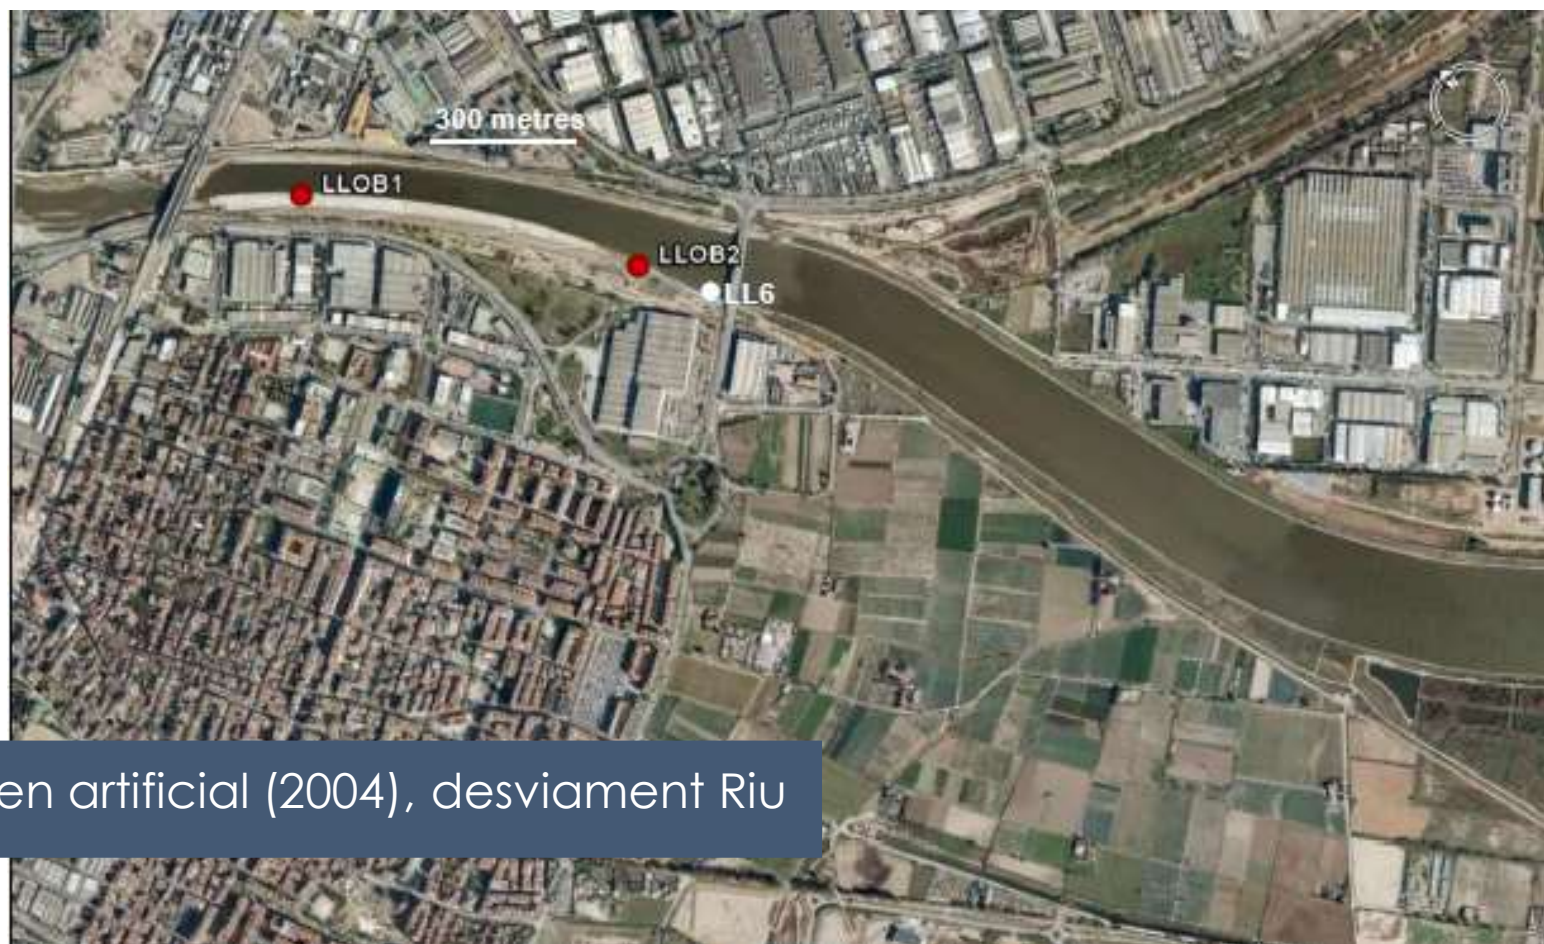 300 metres
LLOB1
LLOB2
LL6
en artificial (2004), desviament Riu